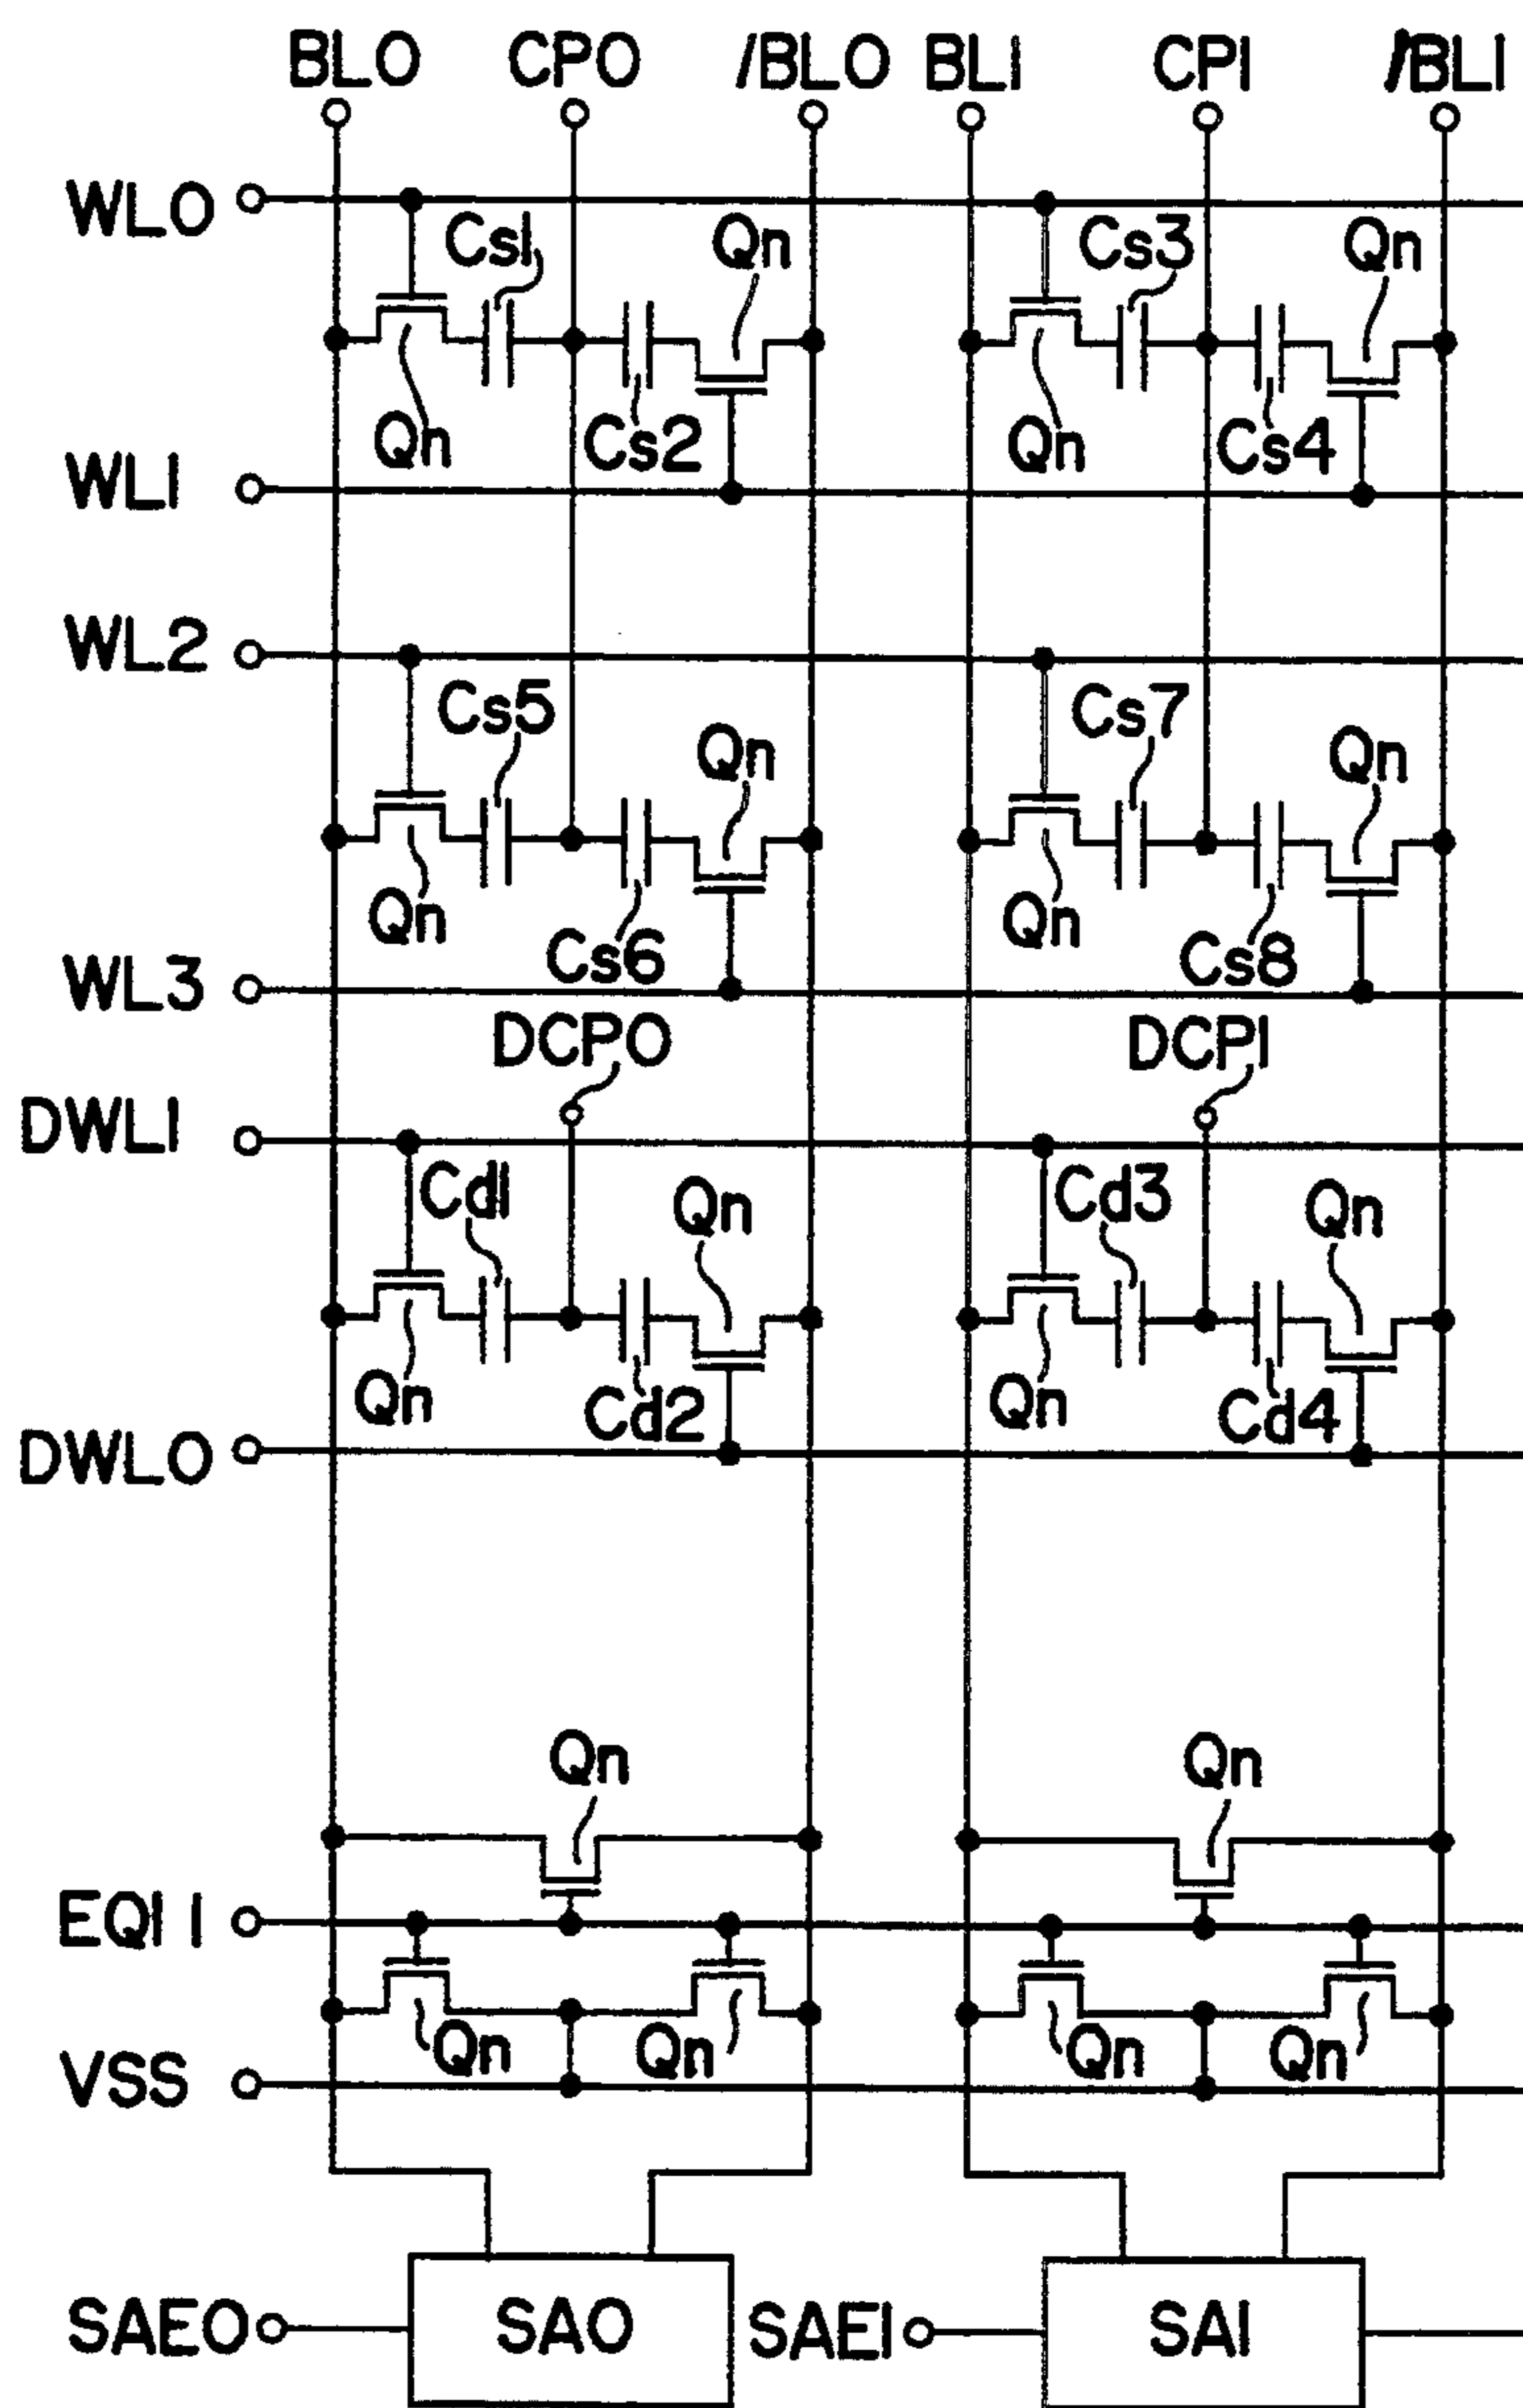 BL0 CP0 /BL0 BL1 CP1 /BL1
WL0
Cs1 Qn Cs3 Qn
Qn Cs2 Qn Cs4
WL1
WL2
Cs5 Qn Cs7 Qn
Qn Cs6 Qn Cs8
WL3
DCP0 DCP1
DWL1
Cd1 Qn Cd3 Qn
Qn Cd2 Qn Cd4
DWL0
Qn Qn
EQ11
Qn Qn Qn Qn
VSS
SAE0 SA0 SAE1 SA1